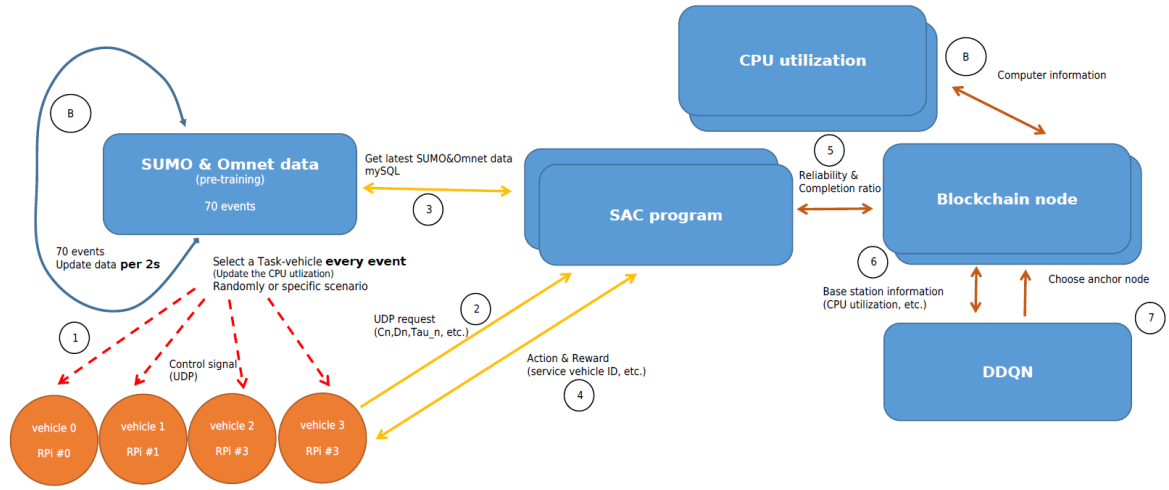 CPU utilization
B
Computer information
B
SUMO & Omnet data
(pre-training)
70 events
Get latest SUMO&Omnet data
mySQL
3
SAC program
5
Reliability &
Completion ratio
Blockchain node
70 events
Update data per 2s
Select a Task-vehicle every event
(Update the CPU utlization)
Randomly or specific scenario
6
Base station information
(CPU utilization, etc.)
Choose anchor node
7
DDQN
1
Control signal
(UDP)
2
UDP request
(Cn,Dn,Tau_n, etc.)
Action & Reward
(service vehicle ID, etc.)
4
vehicle 0
RPi #0
vehicle 1
RPi #1
vehicle 2
RPi #3
vehicle 3
RPi #3